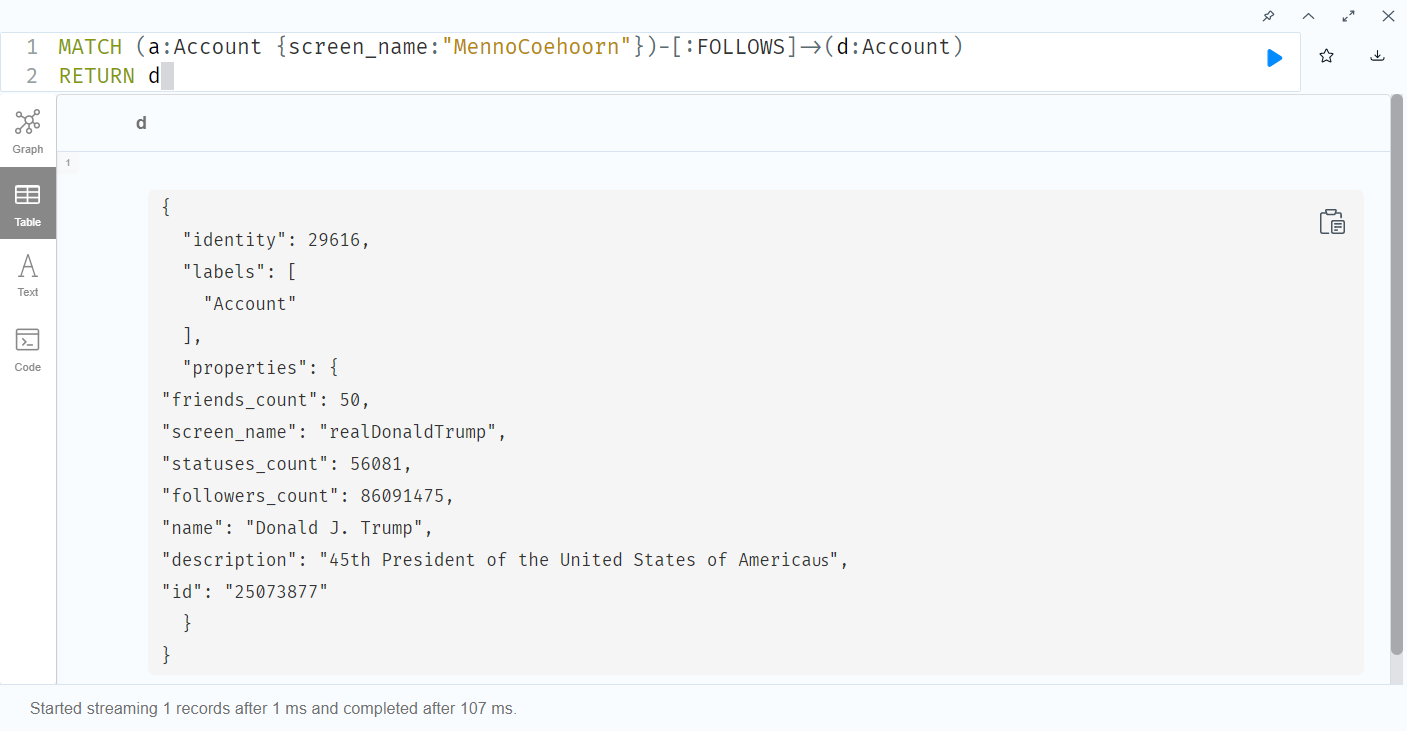 1 MATCH (a:Account {screen_name:"MennoCoehoorn"})-[:FOLLOWS]→(d:Account)
2 RETURN d
Graph
Table
Text
Code
d
1
{
"identity": 29616,
"labels": [
"Account"
],
"properties": {
"friends_count": 50,
"screen_name": "realDonaldTrump",
"statuses_count": 56081,
"followers_count": 86091475,
"name": "Donald J. Trump",
"description": "45th President of the United States of Americaus",
"id": "25073877"
}
}
Started streaming 1 records after 1 ms and completed after 107 ms.